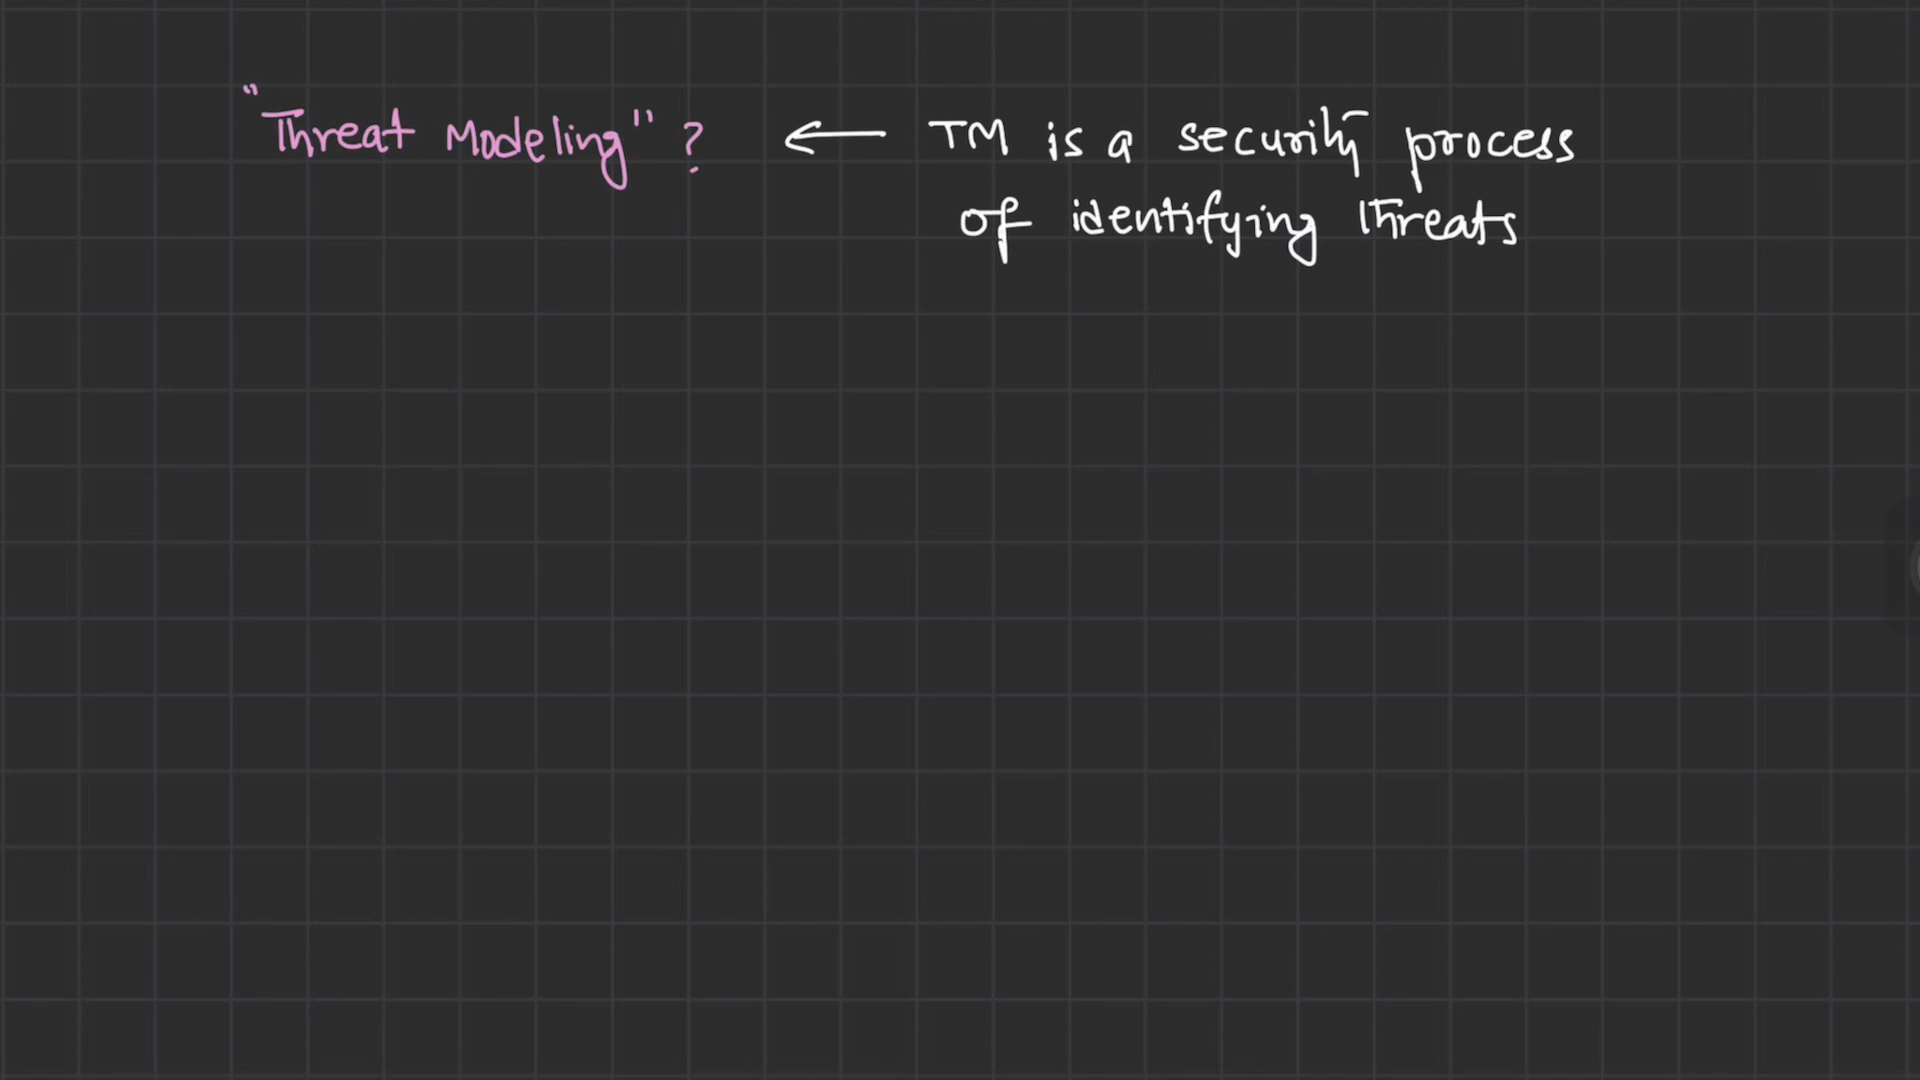 "Threat Modeling" ? ← TM is a security process
of identifying threats